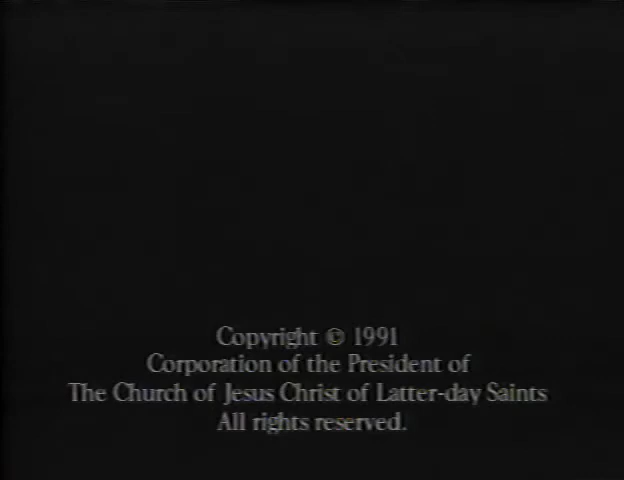 Copyright © 1991
Corporation of the President of
The Church of Jesus Christ of Latter-day Saints
All rights reserved.